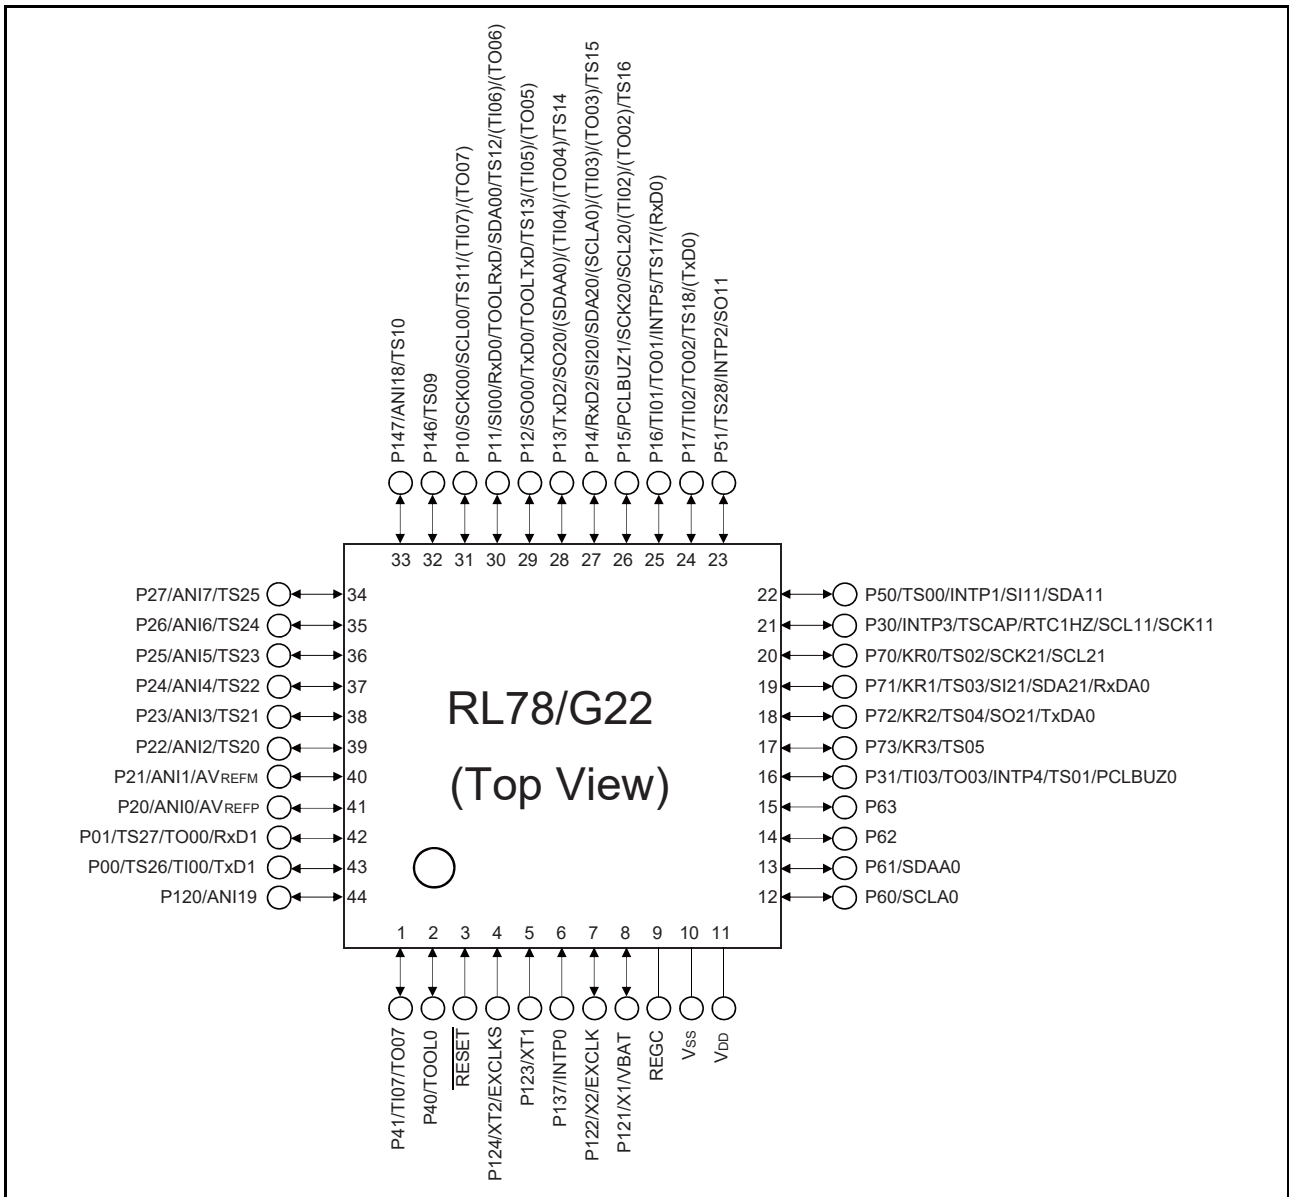 P147/ANI18/TS10
P146/TS09
P10/SCK00/SCL00/TS11/(TI07)/(TO07)
P11/SI00/RxD0/TOOLRxD/SDA00/TS12/(TI06)/(TO06)
P12/SO00/TxD0/TOOLTxD/TS13/(TI05)/(TO05)
P13/TxD2/SO20/(SDAA0)/(TI04)/(TO04)/TS14
P14/RxD2/SI20/SDA20/(SCLA0)/(TI03)/(TO03)/TS15
P15/PCLBUZ1/SCK20/SCL20/(TI02)/(TO02)/TS16
P16/TI01/TO01/INTP5/TS17/(RxD0)
P17/TI02/TO02/TS18/(TxD0)
P51/TS28/INTP2/SO11
33 32 31 30 29 28 27 26 25 24 23
P27/ANI7/TS25 34
P26/ANI6/TS24 35
P25/ANI5/TS23 36
P24/ANI4/TS22 37
P23/ANI3/TS21 38
P22/ANI2/TS20 39
P21/ANI1/AVREFM 40
P20/ANI0/AVREFP 41
P01/TS27/TO00/RxD1 42
P00/TS26/TI00/TxD1 43
P120/ANI19 44
RL78/G22
(Top View)
22 P50/TS00/INTP1/SI11/SDA11
21 P30/INTP3/TSCAP/RTC1HZ/SCL11/SCK11
20 P70/KR0/TS02/SCK21/SCL21
19 P71/KR1/TS03/SI21/SDA21/RxDA0
18 P72/KR2/TS04/SO21/TxDA0
17 P73/KR3/TS05
16 P31/TI03/TO03/INTP4/TS01/PCLBUZ0
15 P63
14 P62
13 P61/SDAA0
12 P60/SCLA0
1 2 3 4 5 6 7 8 9 10 11
P41/TI07/TO07
P40/TOOL0
RESET
P124/XT2/EXCLKS
P123/XT1
P137/INTP0
P122/X2/EXCLK
P121/X1/VBAT
REGC
VSS
VDD